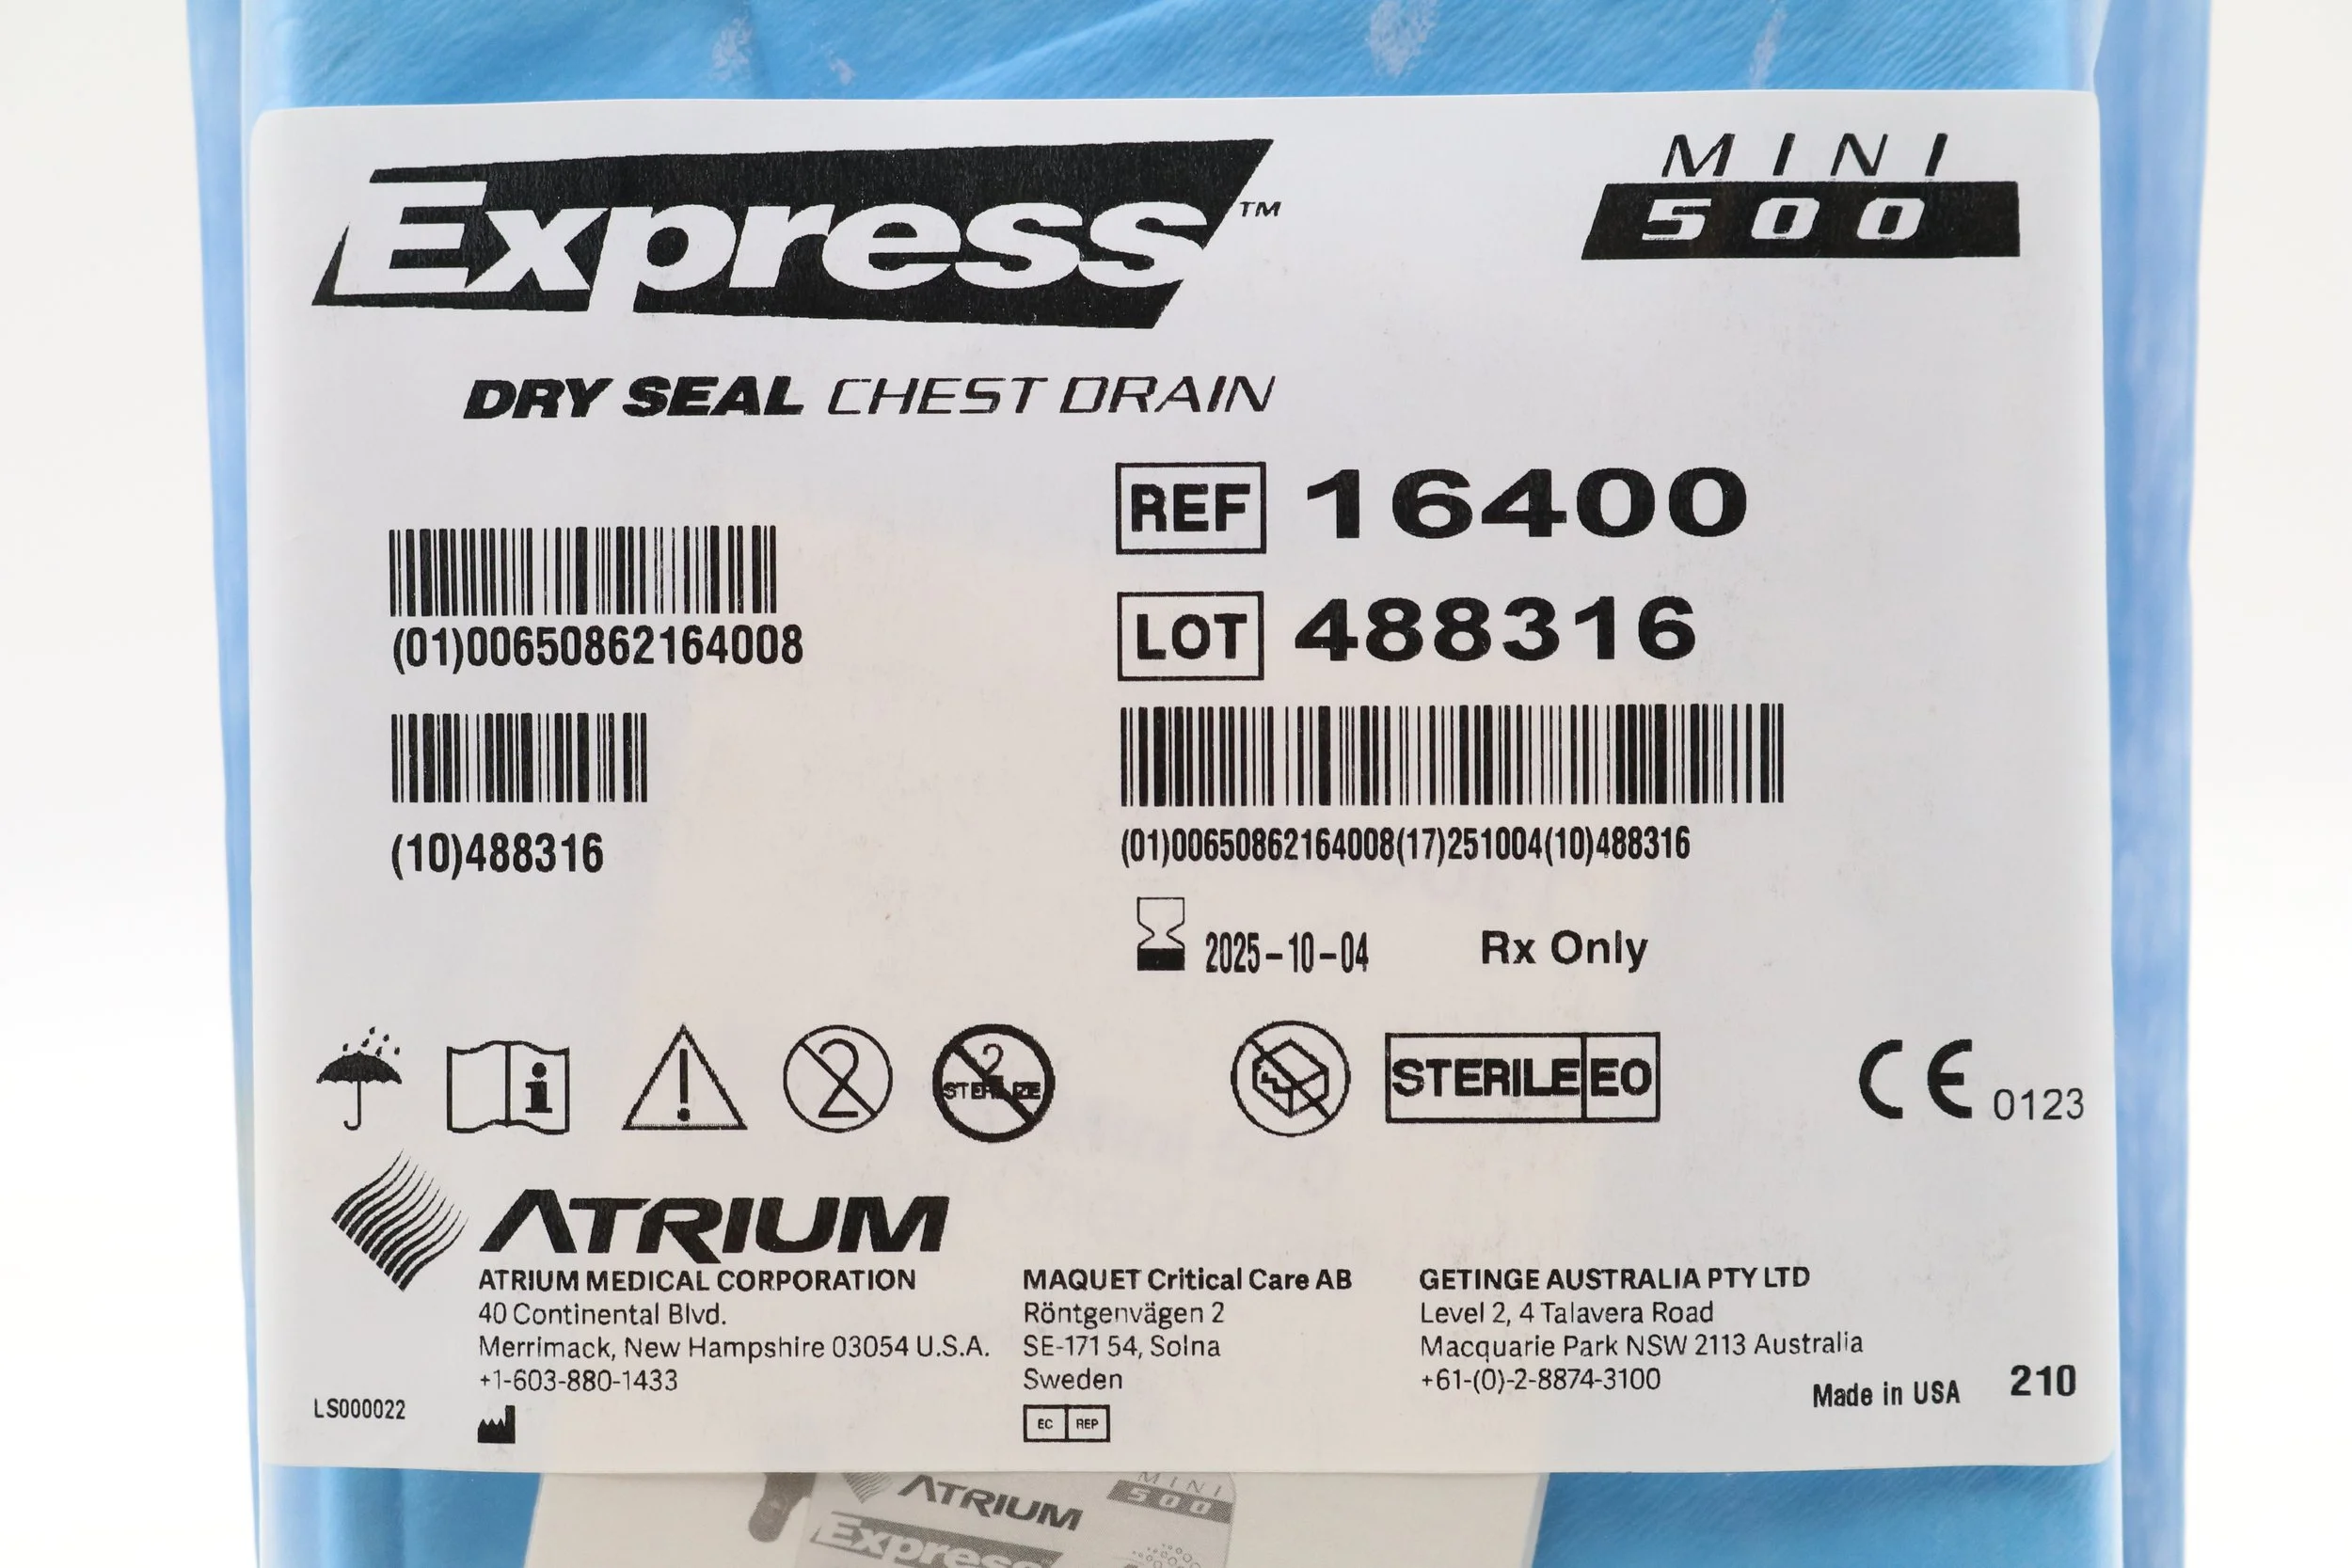 Express™
MINI
500
DRY SEAL CHEST DRAIN
REF 16400
LOT 488316
(01)00650862164008
(10)488316
(01)00650862164008(17)251004(10)488316
2025-10-04 Rx Only
2
2
STERILIZE
STERILE EO
CE 0123
ATRIUM
ATRIUM MEDICAL CORPORATION
40 Continental Blvd.
Merrimack, New Hampshire 03054 U.S.A.
+1-603-880-1433
MAQUET Critical Care AB
Röntgenvägen 2
SE-171 54, Solna
Sweden
EC REP
GETINGE AUSTRALIA PTY LTD
Level 2, 4 Talavera Road
Macquarie Park NSW 2113 Australia
+61-(0)-2-8874-3100
Made in USA 210
LS000022
ATRIUM
MINI
500
Express